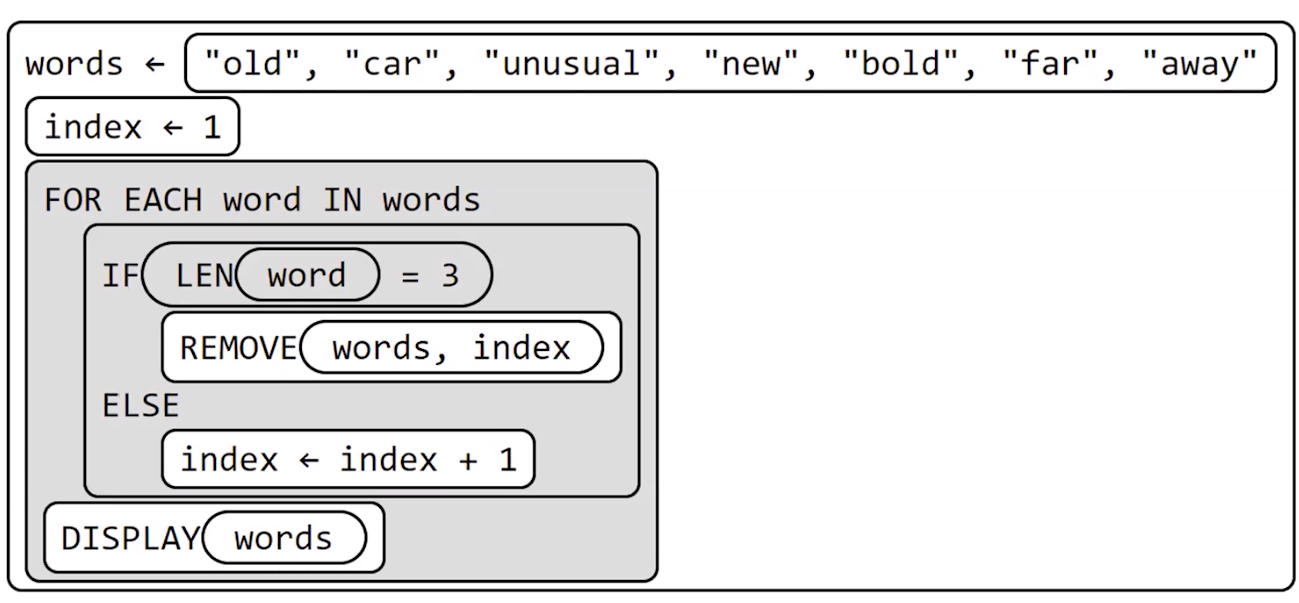 words ← "old", "car", "unusual", "new", "bold", "far", "away"
index ← 1
FOR EACH word IN words
IF LEN word = 3
REMOVE words, index
ELSE
index ← index + 1
DISPLAY words